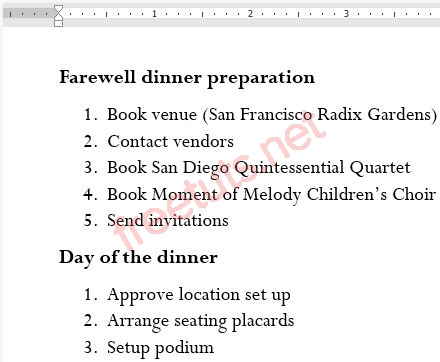 1 2 3
Farewell dinner preparation
1. Book venue (San Francisco Radix Gardens)
2. Contact vendors
3. Book San Diego Quintessential Quartet
4. Book Moment of Melody Children's Choir
5. Send invitations
freetuts.net
Day of the dinner
1. Approve location set up
2. Arrange seating placards
3. Setup podium